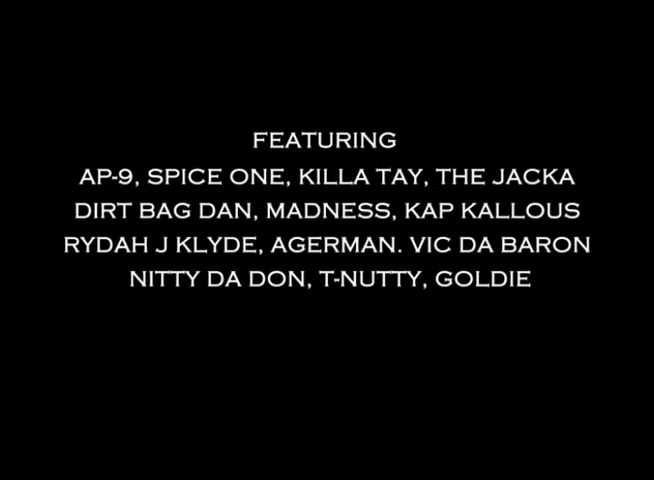 FEATURING
AP-9, SPICE ONE, KILLA TAY, THE JACKA
DIRT BAG DAN, MADNESS, KAP KALLOUS
RYDAH J KLYDE, AGERMAN. VIC DA BARON
NITTY DA DON, T-NUTTY, GOLDIE